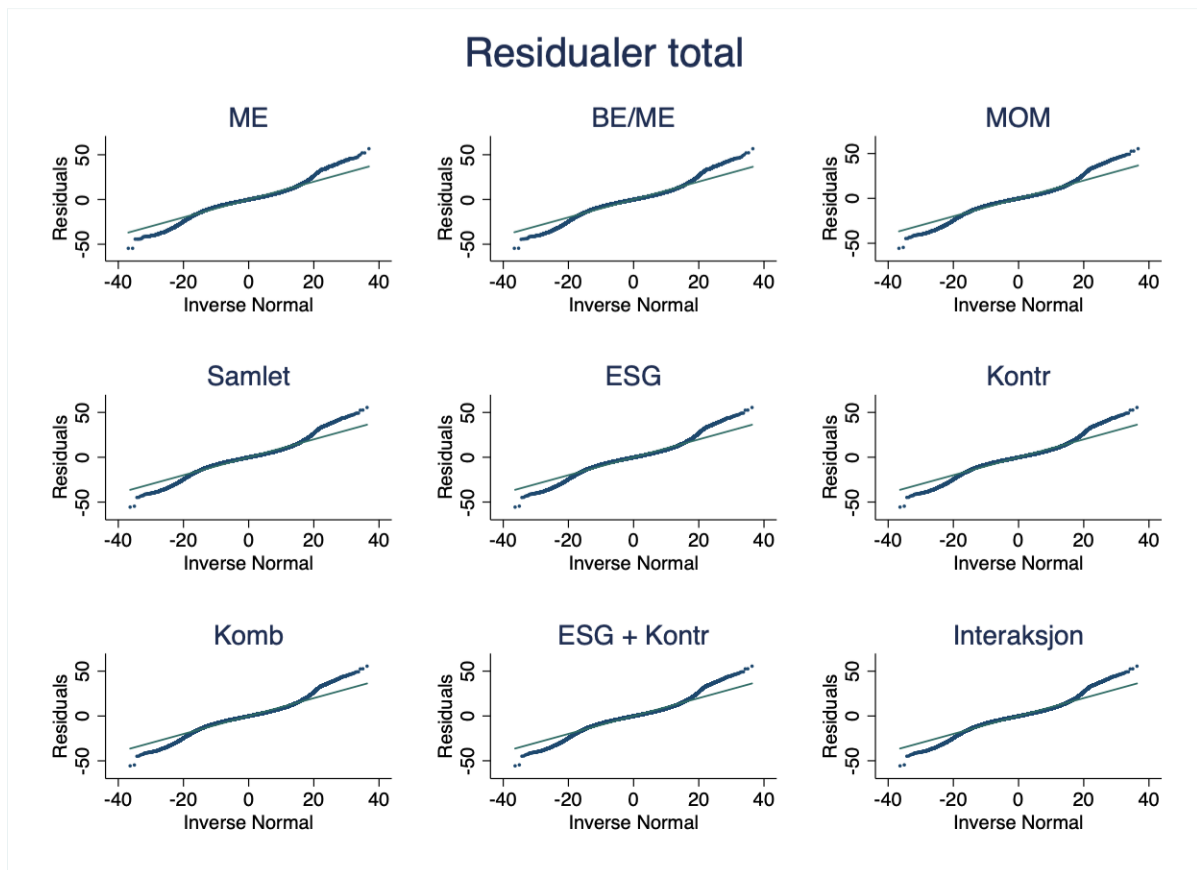 Residualer total
ME
BE/ME
MOM
Residuals
50
0
-50
-40 -20 0 20 40
Inverse Normal
Residuals
50
0
-50
-40 -20 0 20 40
Inverse Normal
Residuals
50
0
-50
-40 -20 0 20 40
Inverse Normal
Samlet
ESG
Kontr
Residuals
50
0
-50
-40 -20 0 20 40
Inverse Normal
Residuals
50
0
-50
-40 -20 0 20 40
Inverse Normal
Residuals
50
0
-50
-40 -20 0 20 40
Inverse Normal
Komb
ESG + Kontr
Interaksjon
Residuals
50
0
-50
-40 -20 0 20 40
Inverse Normal
Residuals
50
0
-50
-40 -20 0 20 40
Inverse Normal
Residuals
50
0
-50
-40 -20 0 20 40
Inverse Normal